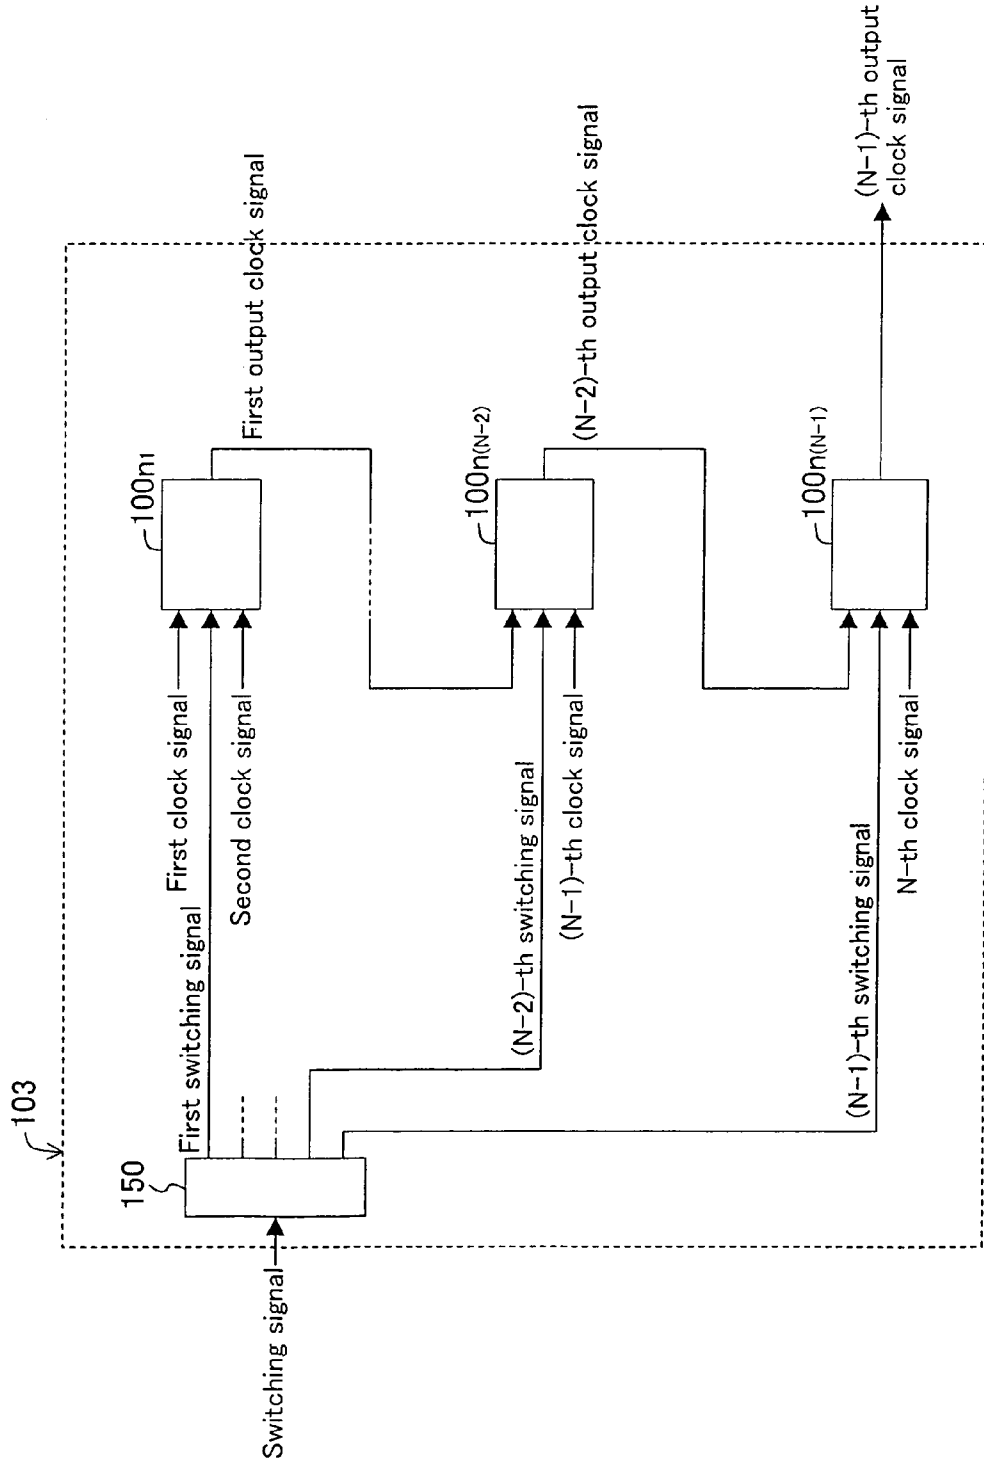 103
150
Switching signal
First switching signal
First clock signal
Second clock signal
100n1
First output clock signal
(N-2)-th switching signal
(N-1)-th clock signal
100n(N-2)
(N-2)-th output clock signal
(N-1)-th switching signal
N-th clock signal
100n(N-1)
(N-1)-th output
clock signal